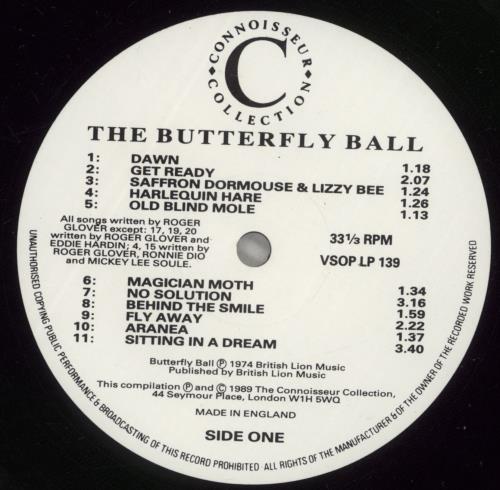 CONNOISSEUR
C
COLLECTION
THE BUTTERFLY BALL
1: DAWN 1.18
2: GET READY 2.07
3: SAFFRON DORMOUSE & LIZZY BEE 1.24
4: HARLEQUIN HARE 1.26
5: OLD BLIND MOLE 1.13
All songs written by ROGER
GLOVER except: 17, 19, 20
written by ROGER GLOVER and
EDDIE HARDIN; 4, 15 written by
ROGER GLOVER, RONNIE DIO
and MICKEY LEE SOULE.
33⅓ RPM
VSOP LP 139
6: MAGICIAN MOTH 1.34
7: NO SOLUTION 3.16
8: BEHIND THE SMILE 1.59
9: FLY AWAY 2.22
10: ARANEA 1.37
11: SITTING IN A DREAM 3.40
Butterfly Ball Ⓟ 1974 British Lion Music
Published by British Lion Music
This compilation Ⓟ and © 1989 The Connoisseur Collection,
44 Seymour Place, London W1H 5WQ
MADE IN ENGLAND
SIDE ONE
UNAUTHORISED COPYING PUBLIC PERFORMANCE & BROADCASTING OF THIS RECORD PROHIBITED · ALL RIGHTS OF THE MANUFACTURER & OF THE OWNER OF THE RECORDED WORK RESERVED